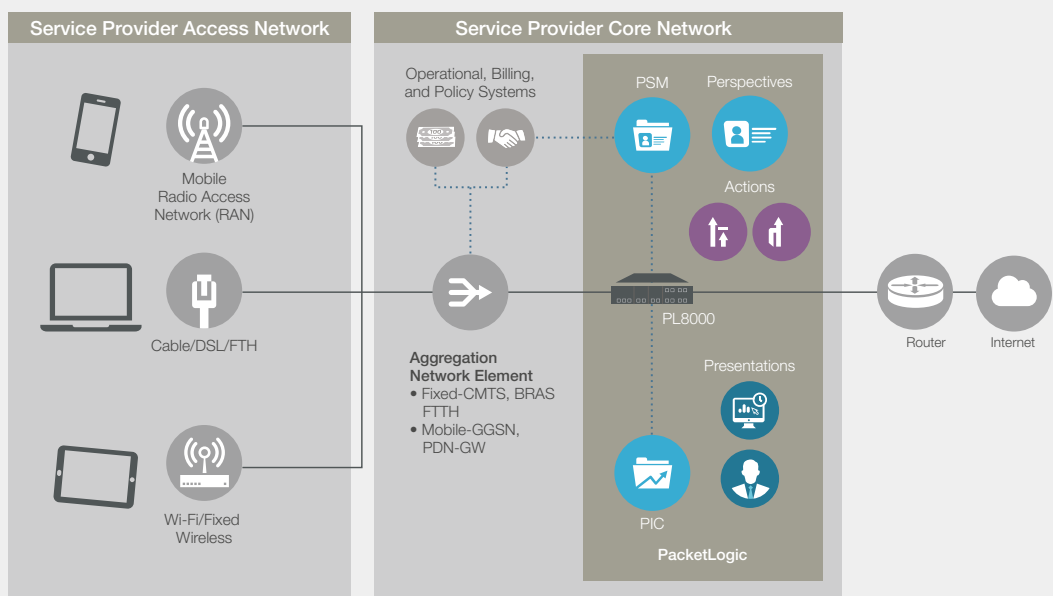 Service Provider Access Network
Service Provider Core Network
Mobile
Radio Access
Network (RAN)
Cable/DSL/FTH
Wi-Fi/Fixed
Wireless
Operational, Billing,
and Policy Systems
100
Aggregation
Network Element
• Fixed-CMTS, BRAS
FTTH
• Mobile-GGSN,
PDN-GW
PSM
Perspectives
Actions
PL8000
Presentations
PIC
PacketLogic
Router
Internet